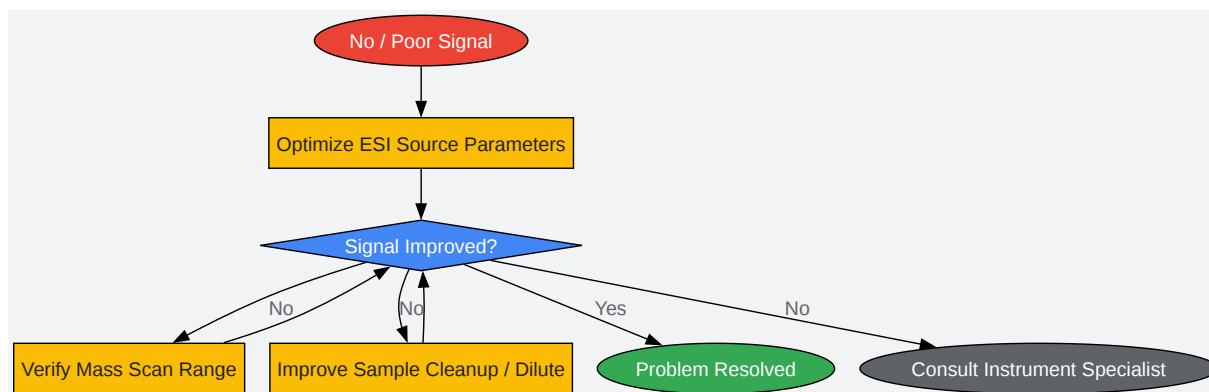 No / Poor Signal
Optimize ESI Source Parameters
Signal Improved?
No
No
Yes
No
Verify Mass Scan Range
Improve Sample Cleanup / Dilute
Problem Resolved
Consult Instrument Specialist